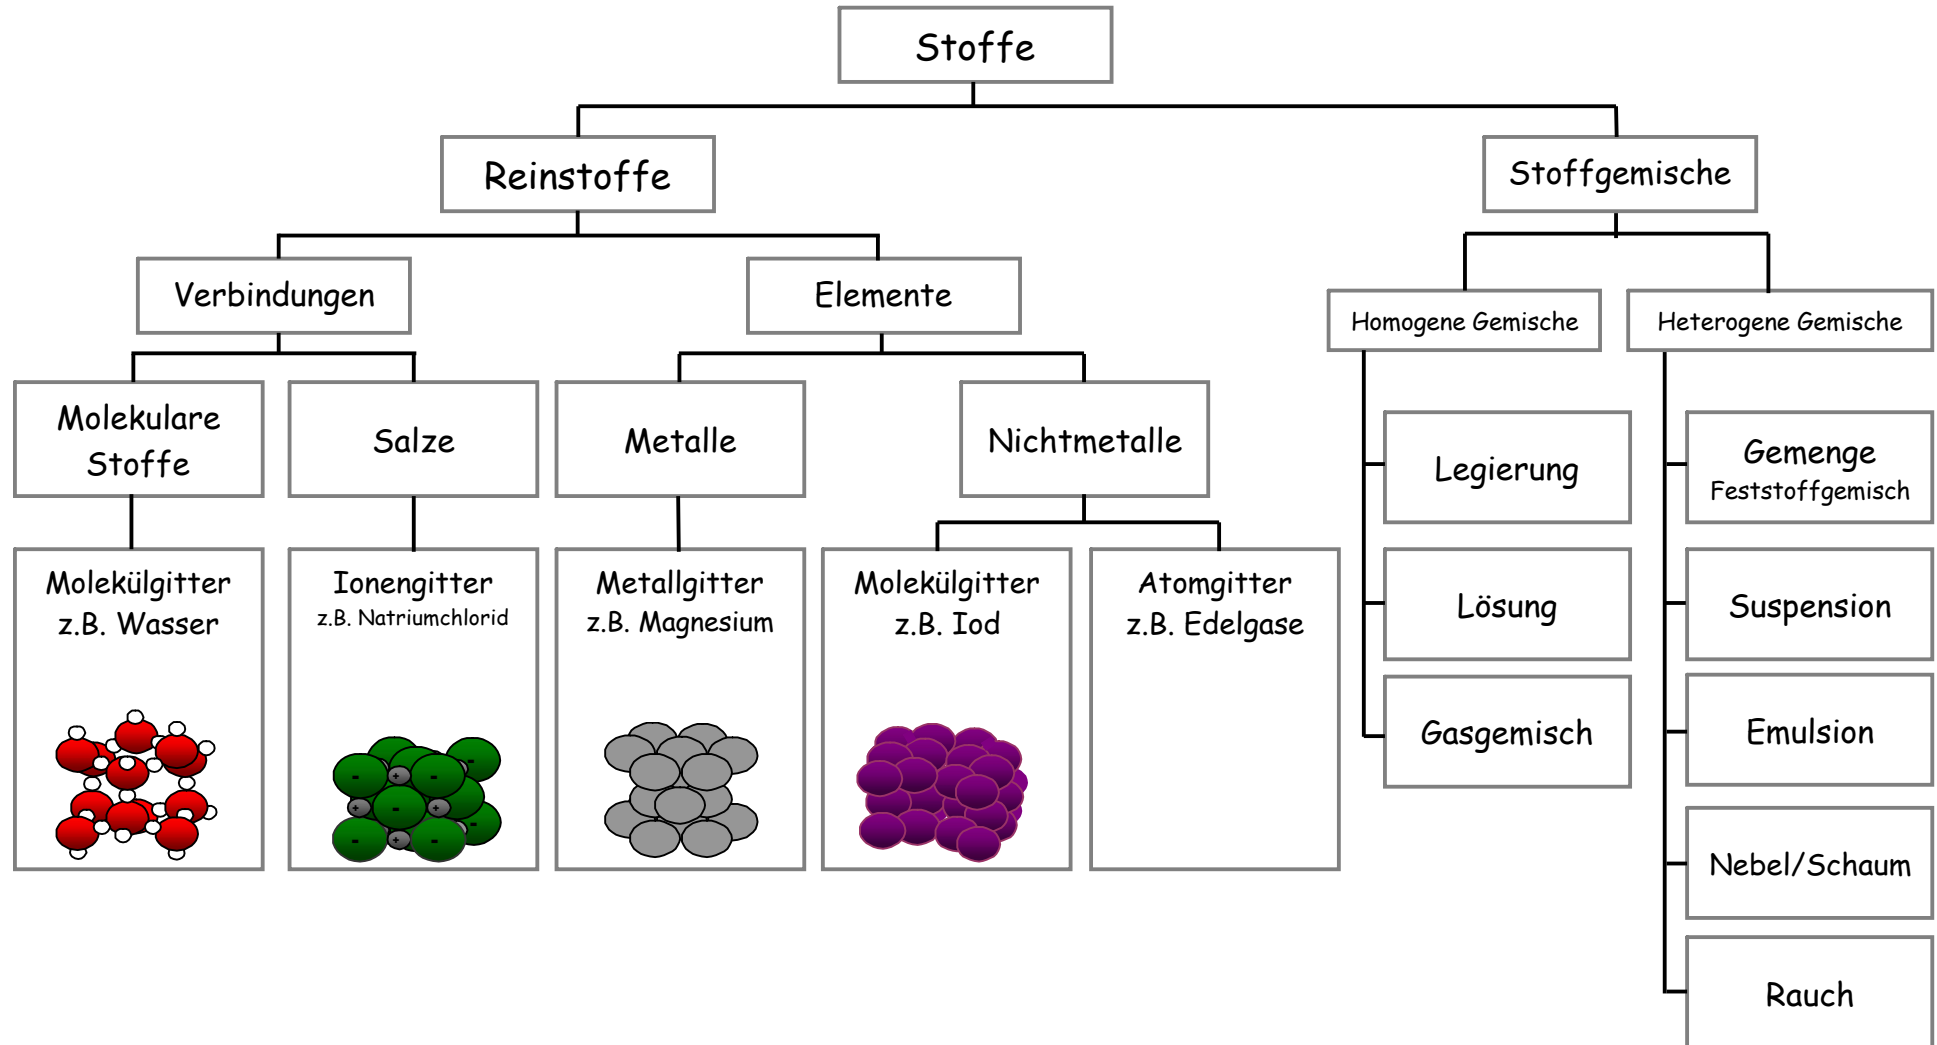 Stoffe
Reinstoffe
Stoffgemische
Verbindungen
Elemente
Homogene Gemische
Heterogene Gemische
Molekulare
Stoffe
Salze
Metalle
Nichtmetalle
Legierung
Gemenge
Feststoffgemisch
Molekülgitter
z.B. Wasser
Ionengitter
z.B. Natriumchlorid
Metallgitter
z.B. Magnesium
Molekülgitter
z.B. Iod
Atomgitter
z.B. Edelgase
Lösung
Suspension
Gasgemisch
Emulsion
Nebel/Schaum
Rauch
- + -
+ - +
- + -